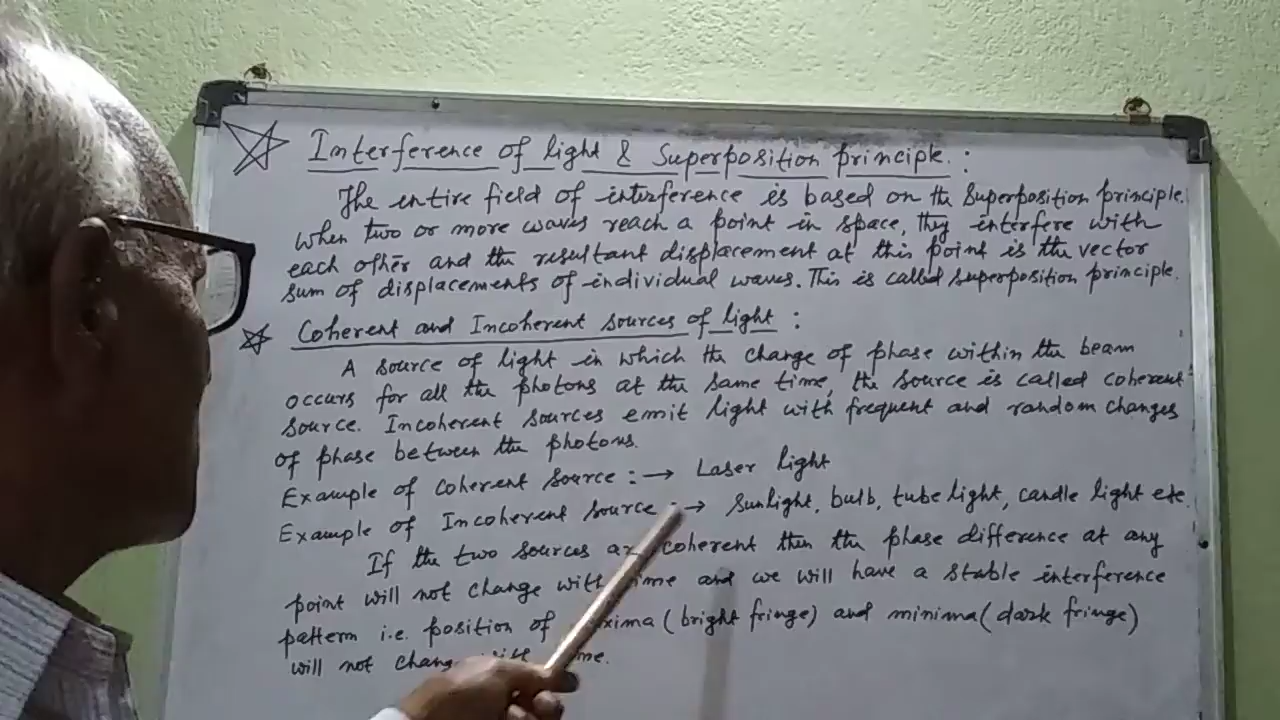 Interference of light & Superposition principle. :
The entire field of interference is based on the Superposition principle.
When two or more waves reach a point in space, they interfere with
each other and the resultant displacement at this point is the vector
sum of displacements of individual waves. This is called superposition principle.
Coherent and Incoherent sources of light :
A source of light in which the change of phase within the beam
occurs for all the photons at the same time, the source is called coherent
source. Incoherent sources emit light with frequent and random changes
of phase between the photons.
Example of Coherent Source : → Laser light
Example of Incoherent Source : → Sunlight, bulb, tube light, candle light etc
If the two sources coherent then the phase difference at any
point will not change with and we will have a stable interference
pattern i.e. position of (bright fringe) and minima (dark fringe)
will not